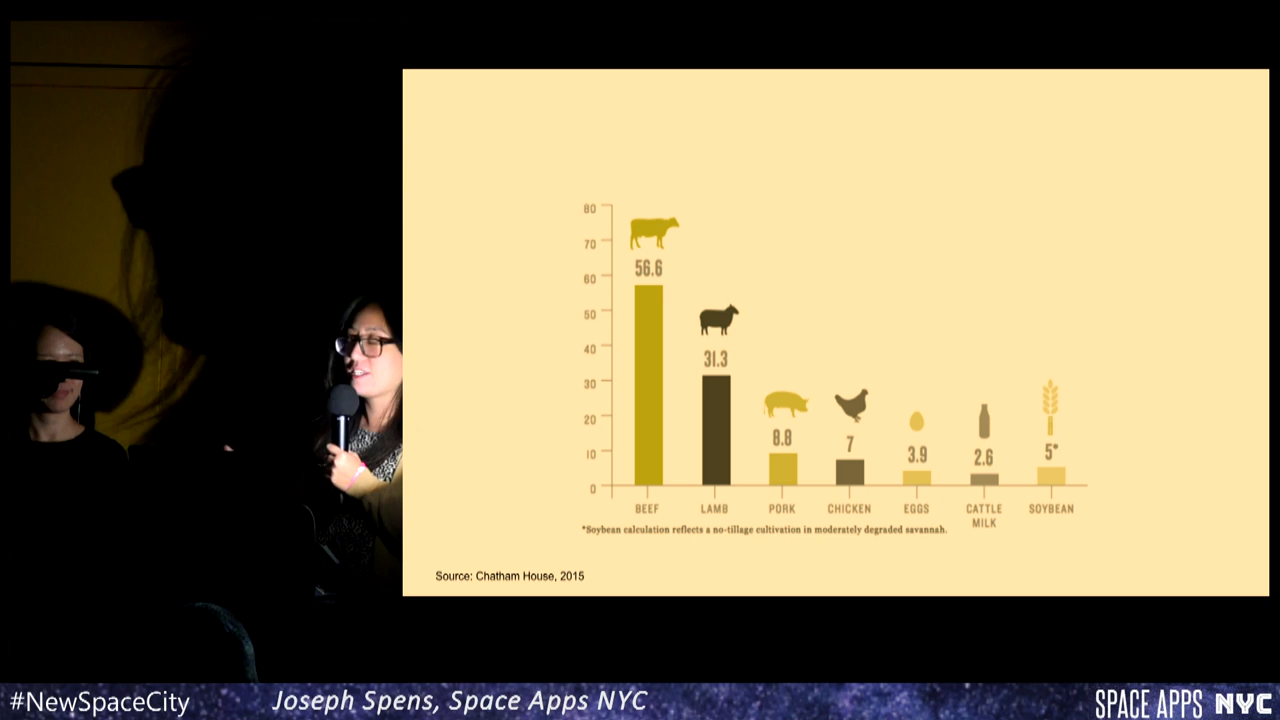 80
70
60
50
40
30
20
10
0
56.6
31.3
8.8
7
3.9
2.6
5*
BEEF
LAMB
PORK
CHICKEN
EGGS
CATTLE
MILK
SOYBEAN
*Soybean calculation reflects a no-tillage cultivation in moderately degraded savannah.
Source: Chatham House, 2015
#NewSpaceCity
Joseph Spens, Space Apps NYC
SPACE APPS NYC